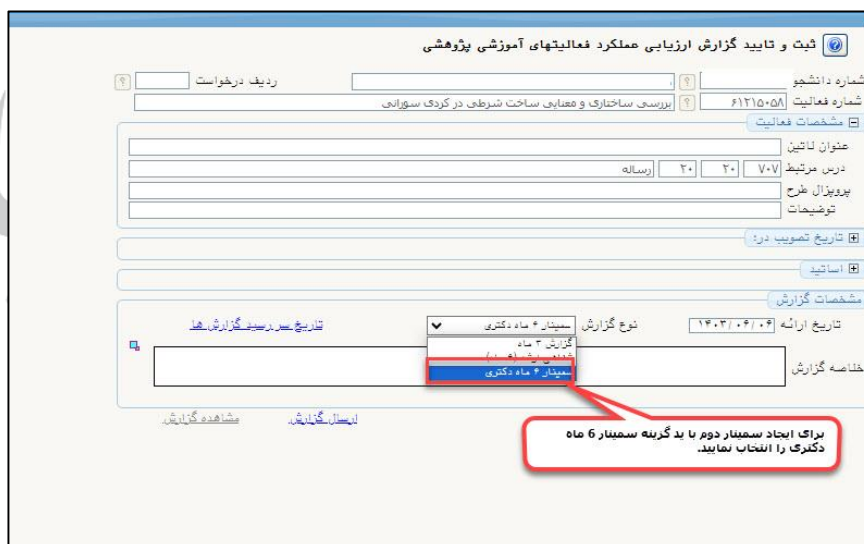 ثبت و تایید گزارش ارزیابی عملکرد فعالیتهای آموزشی پژوهشی
شماره دانشجو ? ردیف درخواست ?
شماره فعالیت ۶۱۲۱۵۰۵۸ ? بررسی ساختاری و معنایی ساخت شرطی در کردی سورانی
مشخصات فعالیت
عنوان لاتین
درس مرتبط ۷۰۷ ۲۰ ۲۰ رساله
پروپزال طرح
توضیحات
تاریخ تصویب در:
اساتید
مشخصات گزارش
تاریخ ارائه ۱۴۰۳/۰۶/۰۶ نوع گزارش سمینار ۶ ماه دکتری تاریخ سر رسید گزارش ها
گزارش ۳ ماه
سمینار ۶ ماه دکتری
خلاصه گزارش
ارسال گزارش مشاهده گزارش
برای ایجاد سمینار دوم با ید گزینه سمینار 6 ماه
دکتری را انتخاب نمایید.